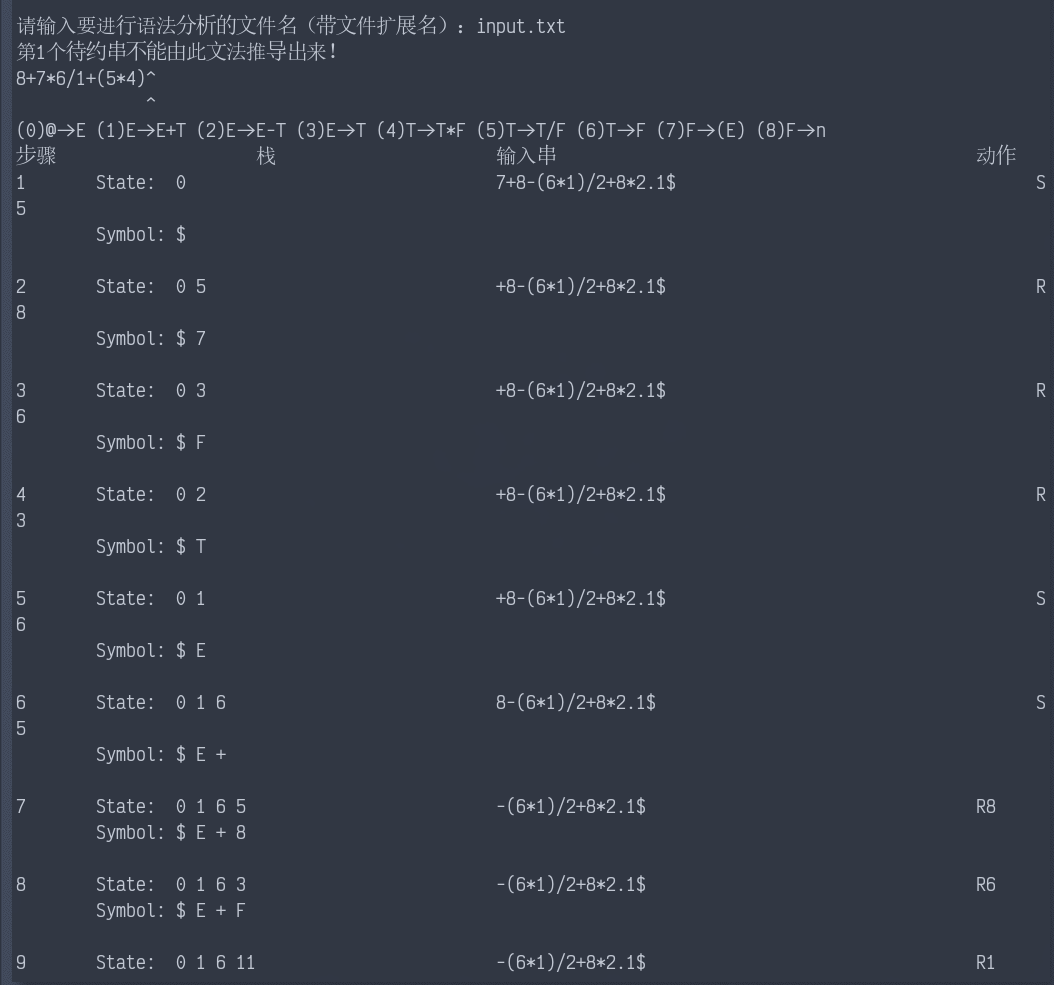 请输入要进行语法分析的文件名（带文件扩展名）：input.txt
第1个待约串不能由此文法推导出来！
8+7*6/1+(5*4)^
             ^
(0)@→E (1)E→E+T (2)E→E-T (3)E→T (4)T→T*F (5)T→T/F (6)T→F (7)F→(E) (8)F→n
步骤                    栈                      输入串                                          动作
1       State:  0                               7+8-(6*1)/2+8*2.1$                                    S
5
        Symbol: $
2       State:  0 5                             +8-(6*1)/2+8*2.1$                                     R
8
        Symbol: $ 7
3       State:  0 3                             +8-(6*1)/2+8*2.1$                                     R
6
        Symbol: $ F
4       State:  0 2                             +8-(6*1)/2+8*2.1$                                     R
3
        Symbol: $ T
5       State:  0 1                             +8-(6*1)/2+8*2.1$                                     S
6
        Symbol: $ E
6       State:  0 1 6                           8-(6*1)/2+8*2.1$                                      S
5
        Symbol: $ E +
7       State:  0 1 6 5                         -(6*1)/2+8*2.1$                                 R8
        Symbol: $ E + 8
8       State:  0 1 6 3                         -(6*1)/2+8*2.1$                                 R6
        Symbol: $ E + F
9       State:  0 1 6 11                        -(6*1)/2+8*2.1$                                 R1